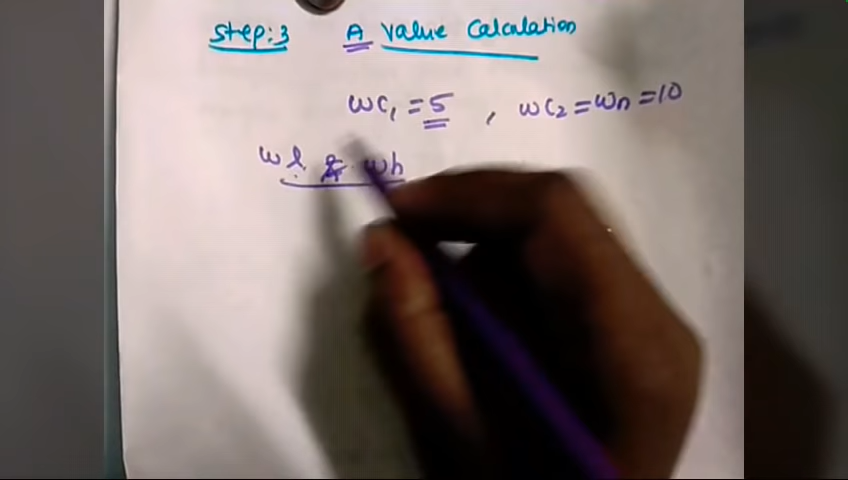 Step:3 A value Calculation
wc₁ = 5 , wc₂ = wn = 10
wl & wh